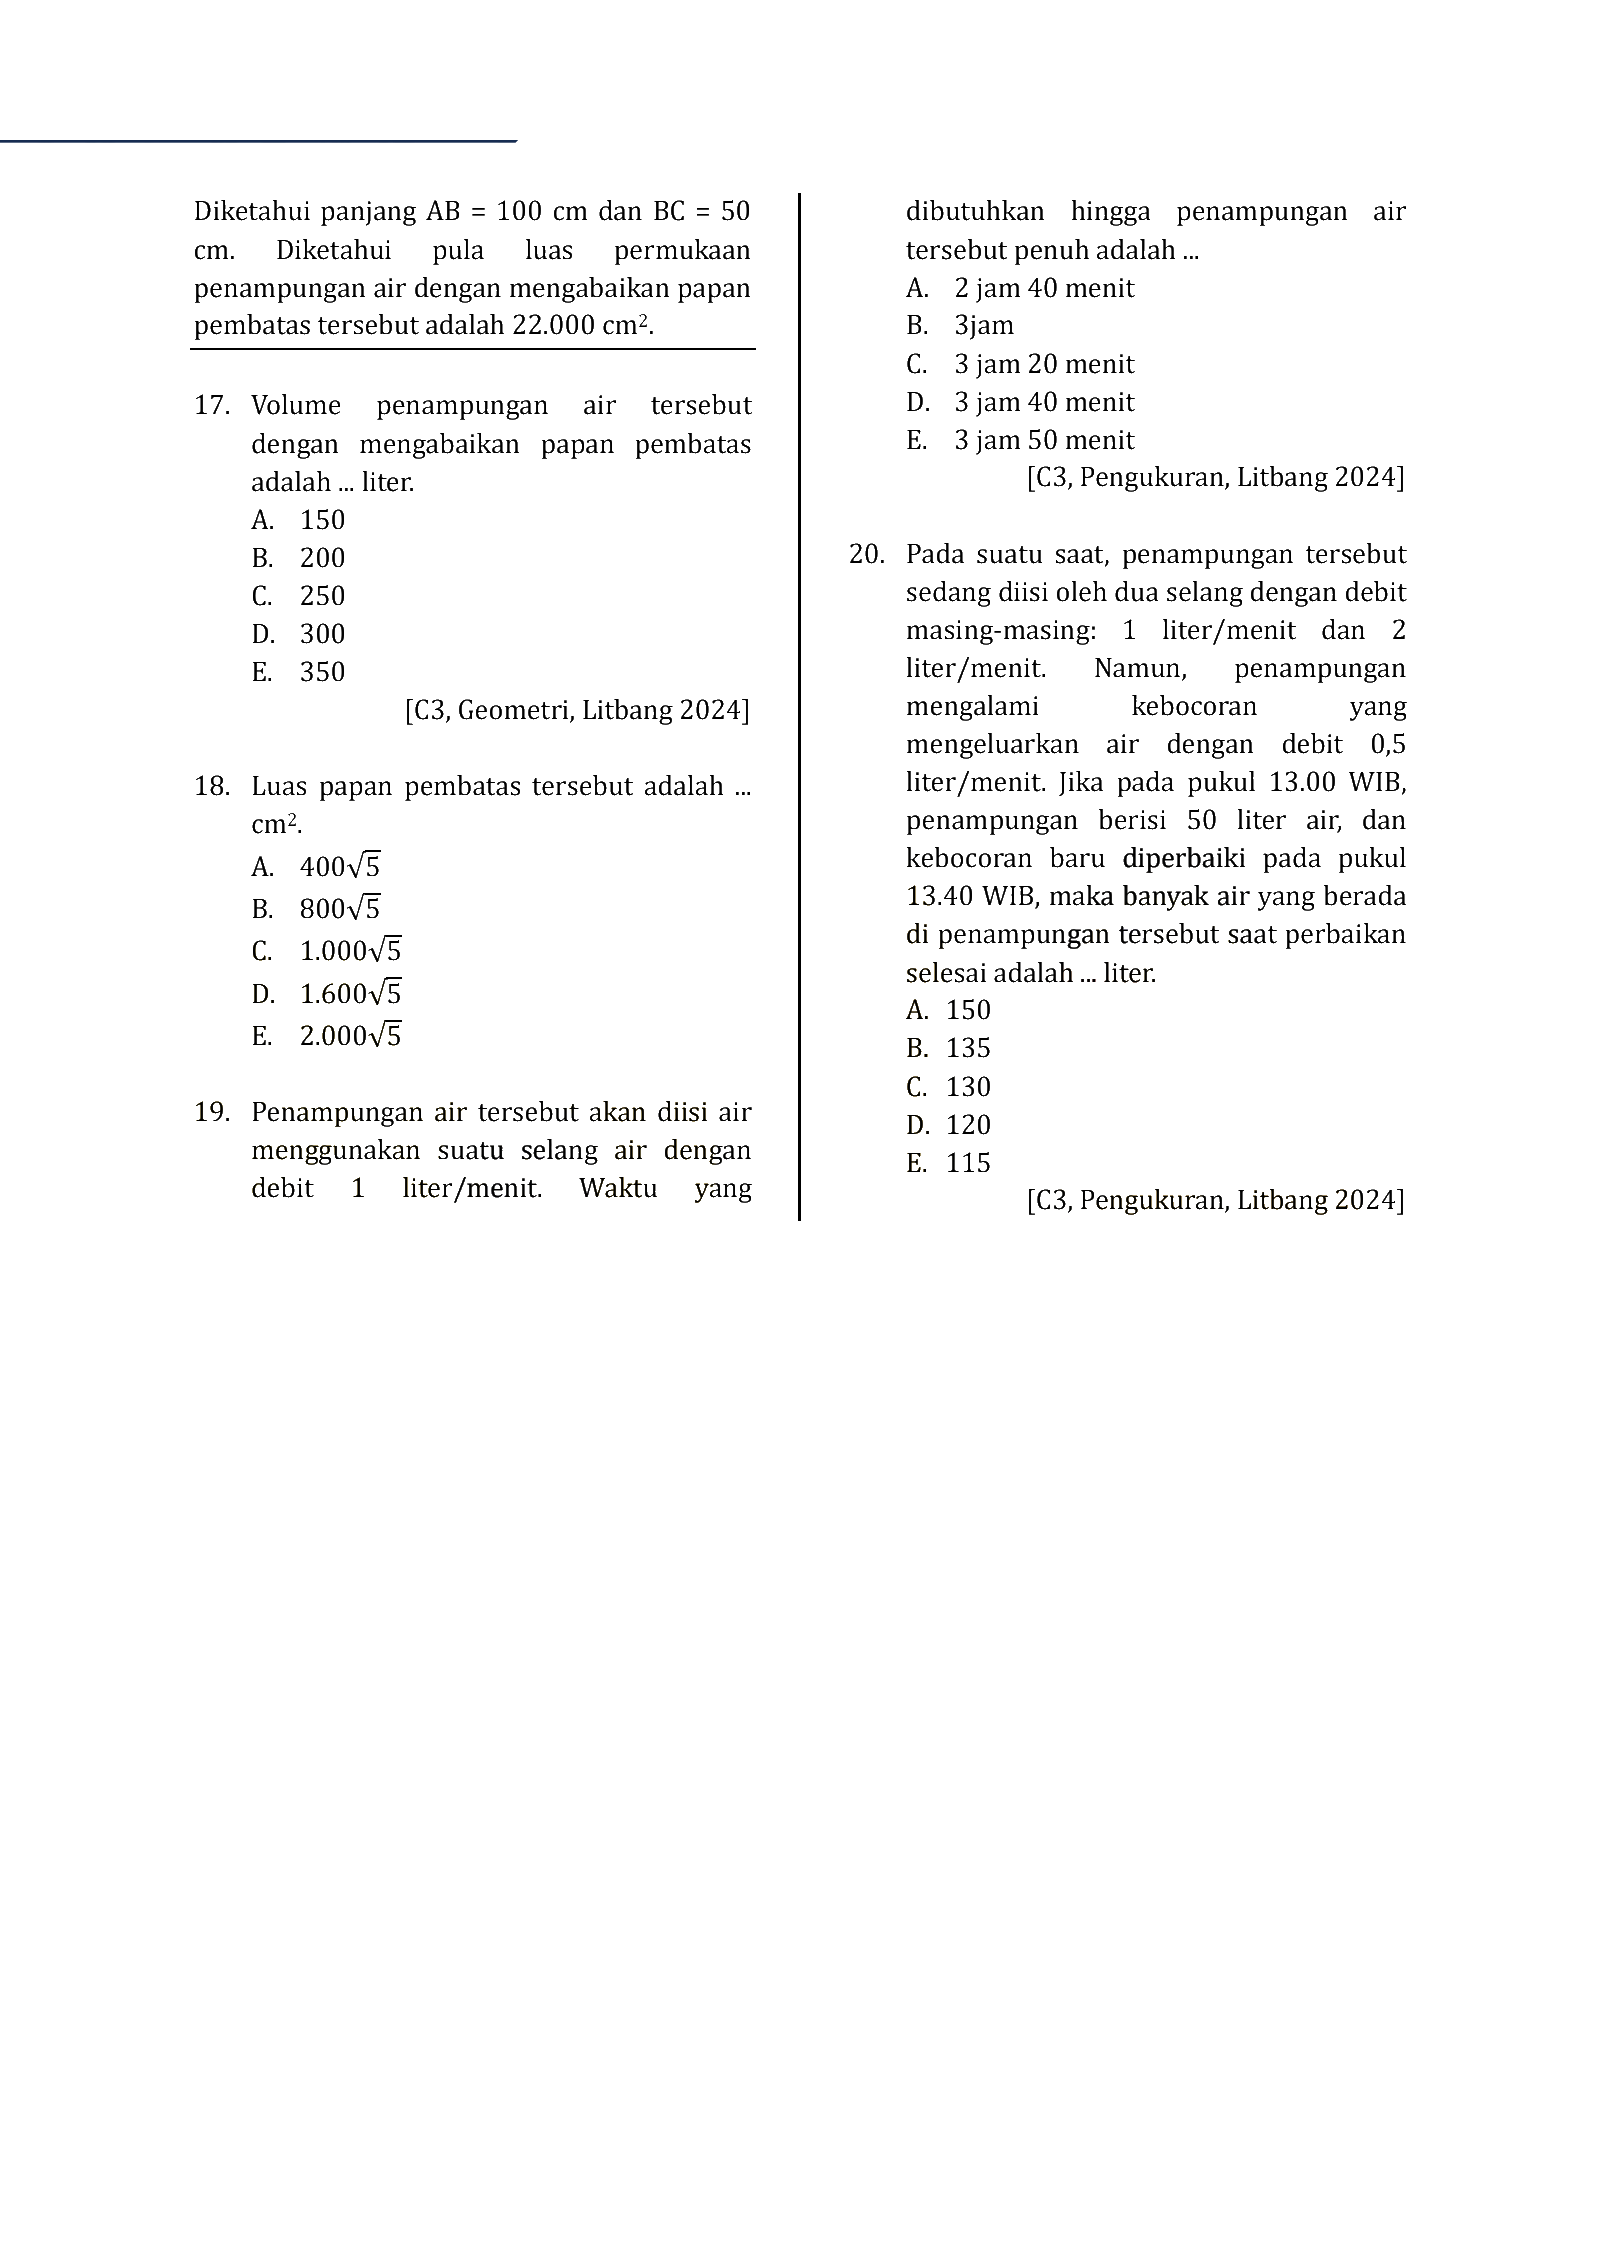 Diketahui panjang AB = 100 cm dan BC = 50
cm. Diketahui pula luas permukaan
penampungan air dengan mengabaikan papan
pembatas tersebut adalah 22.000 cm².
17. Volume penampungan air tersebut
dengan mengabaikan papan pembatas
adalah ... liter.
A. 150
B. 200
C. 250
D. 300
E. 350
[C3, Geometri, Litbang 2024]
18. Luas papan pembatas tersebut adalah ...
cm².
A. 400√5
B. 800√5
C. 1.000√5
D. 1.600√5
E. 2.000√5
19. Penampungan air tersebut akan diisi air
menggunakan suatu selang air dengan
debit 1 liter/menit. Waktu yang
dibutuhkan hingga penampungan air
tersebut penuh adalah ...
A. 2 jam 40 menit
B. 3jam
C. 3 jam 20 menit
D. 3 jam 40 menit
E. 3 jam 50 menit
[C3, Pengukuran, Litbang 2024]
20. Pada suatu saat, penampungan tersebut
sedang diisi oleh dua selang dengan debit
masing-masing: 1 liter/menit dan 2
liter/menit. Namun, penampungan
mengalami kebocoran yang
mengeluarkan air dengan debit 0,5
liter/menit. Jika pada pukul 13.00 WIB,
penampungan berisi 50 liter air, dan
kebocoran baru diperbaiki pada pukul
13.40 WIB, maka banyak air yang berada
di penampungan tersebut saat perbaikan
selesai adalah ... liter.
A. 150
B. 135
C. 130
D. 120
E. 115
[C3, Pengukuran, Litbang 2024]